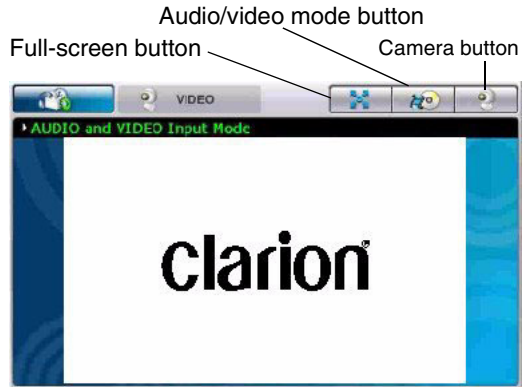 Audio/video mode button
Full-screen button
Camera button
VIDEO
AUDIO and VIDEO Input Mode
clarion